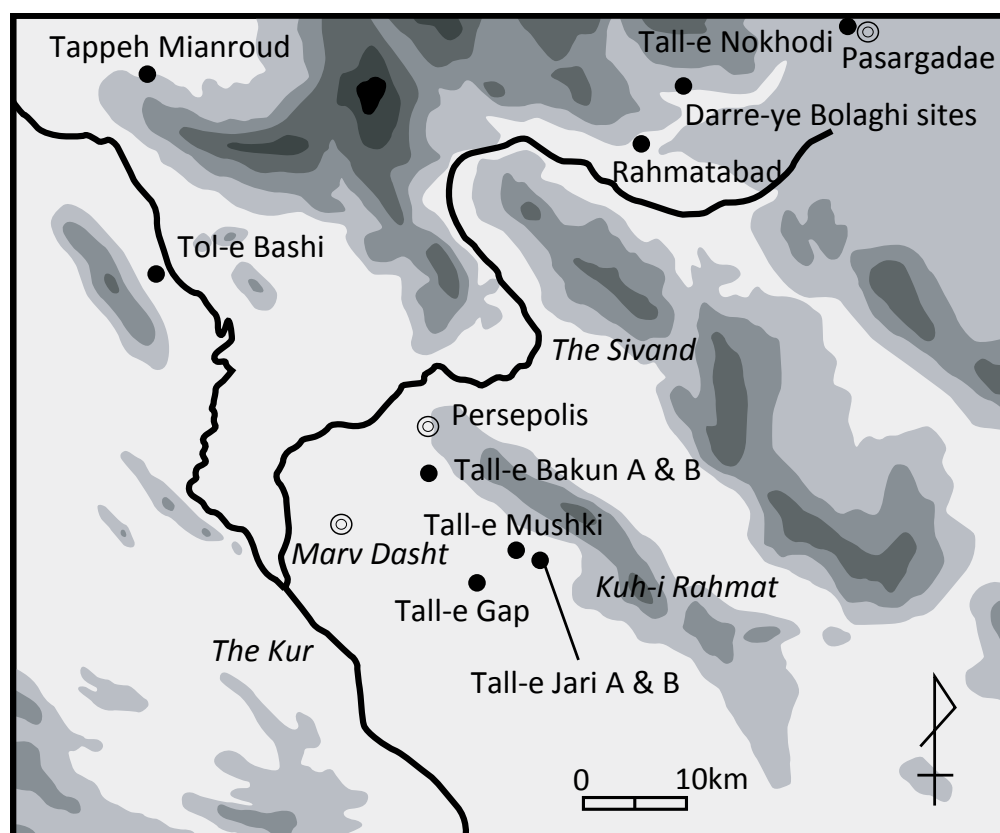 Tappeh Mianroud
Tall-e Nokhodi
Pasargadae
Darre-ye Bolaghi sites
Rahmatabad
Tol-e Bashi
The Sivand
Persepolis
Tall-e Bakun A & B
Tall-e Mushki
Marv Dasht
Kuh-i Rahmat
Tall-e Gap
The Kur
Tall-e Jari A & B
0 10km